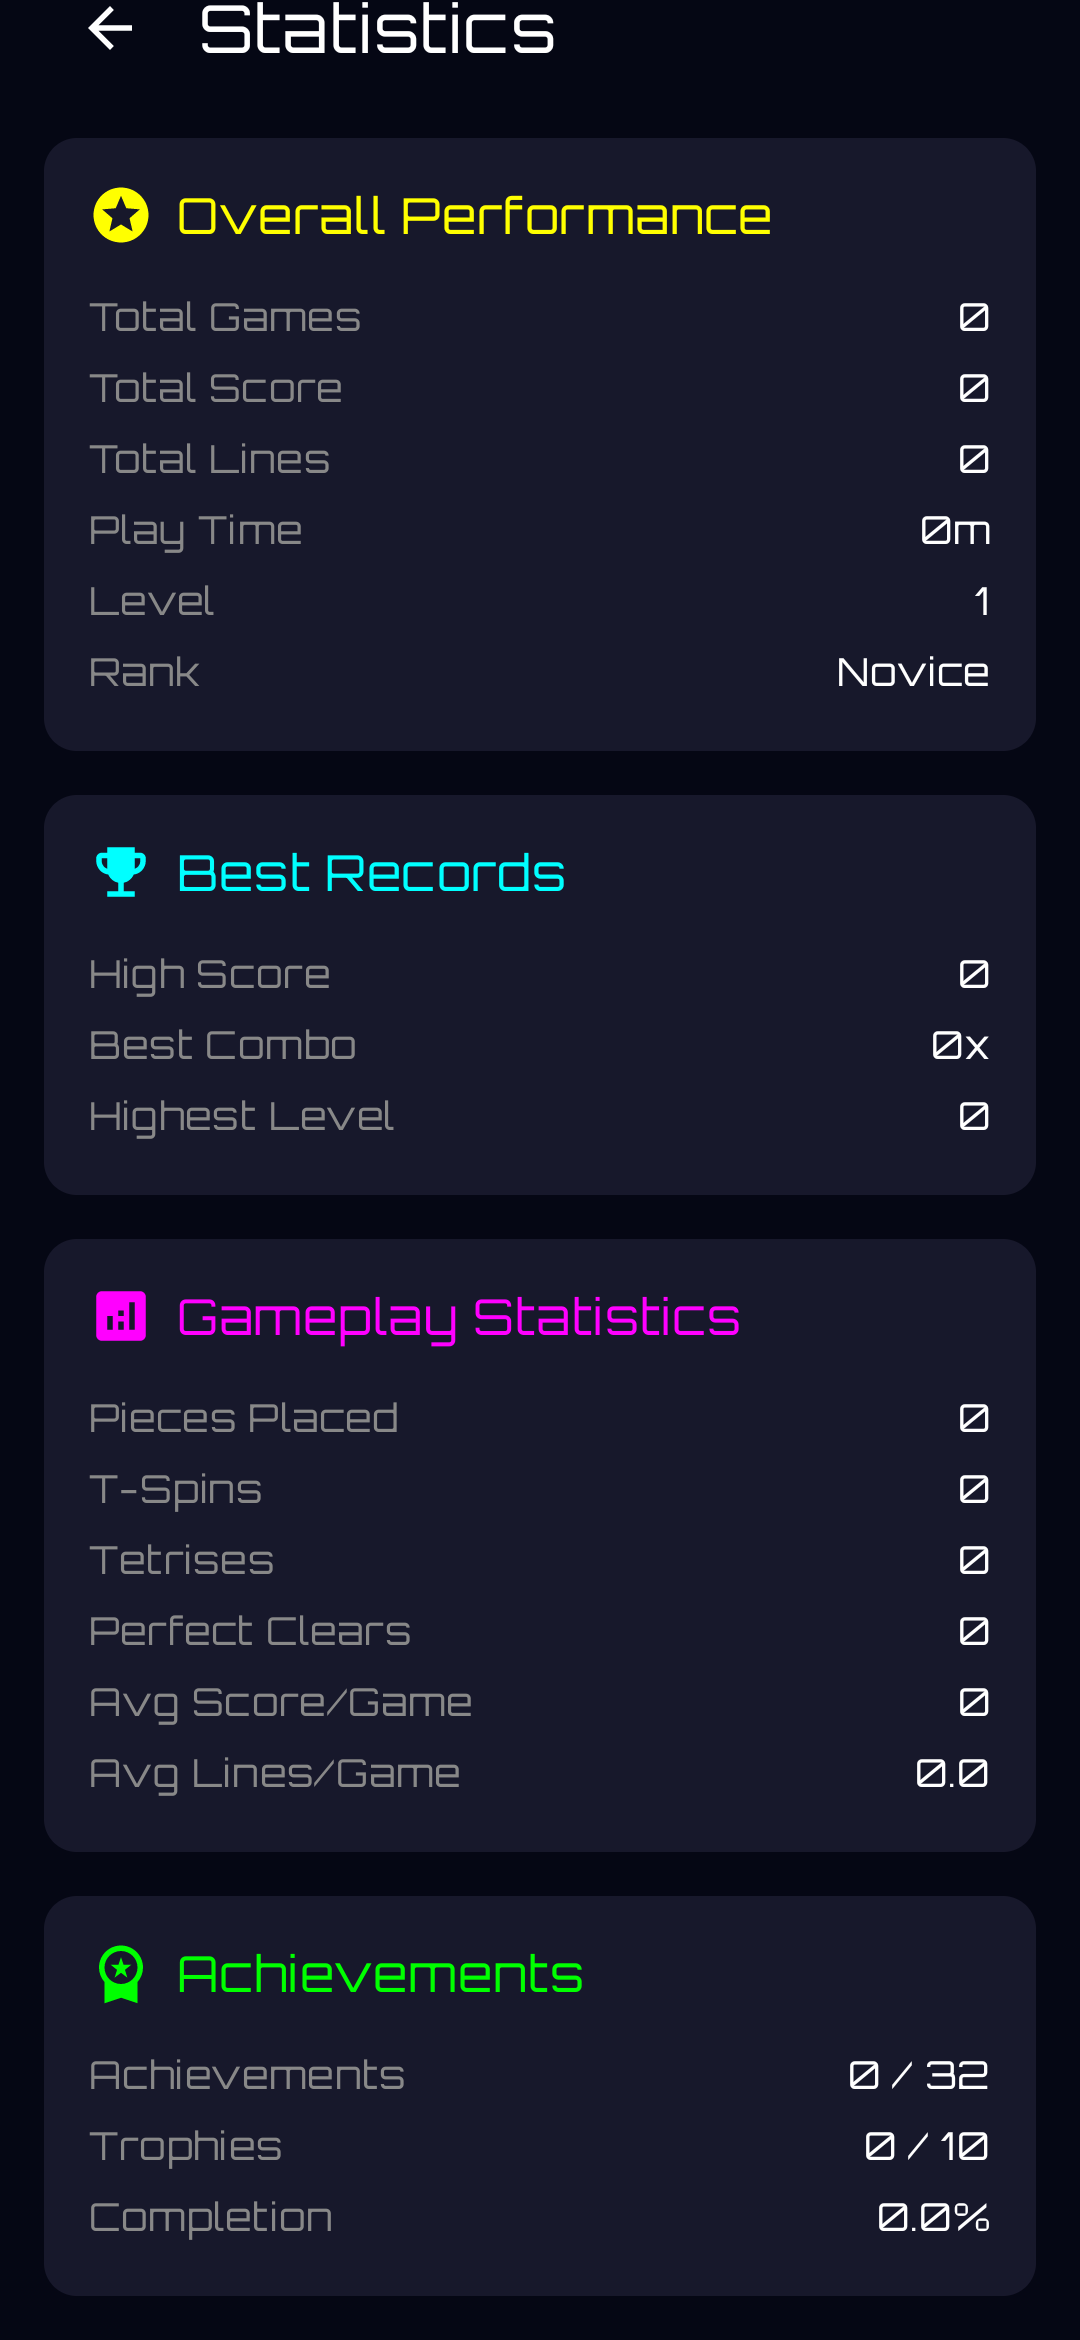 Statistics
Overall Performance
Total Games 0
Total Score 0
Total Lines 0
Play Time 0m
Level 1
Rank Novice
Best Records
High Score 0
Best Combo 0x
Highest Level 0
Gameplay Statistics
Pieces Placed 0
T-Spins 0
Tetrises 0
Perfect Clears 0
Avg Score/Game 0
Avg Lines/Game 0.0
Achievements
Achievements 0 / 32
Trophies 0 / 10
Completion 0.0%